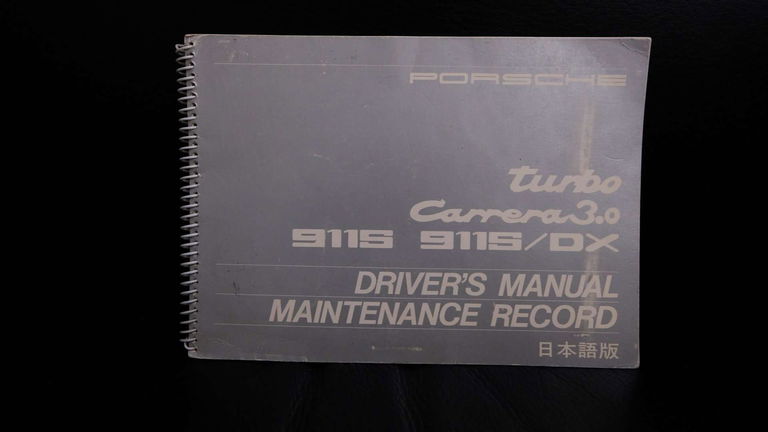 PORSCHE
turbo
Carrera 3.0
911S 911S/DX
DRIVER'S MANUAL
MAINTENANCE RECORD
日本語版